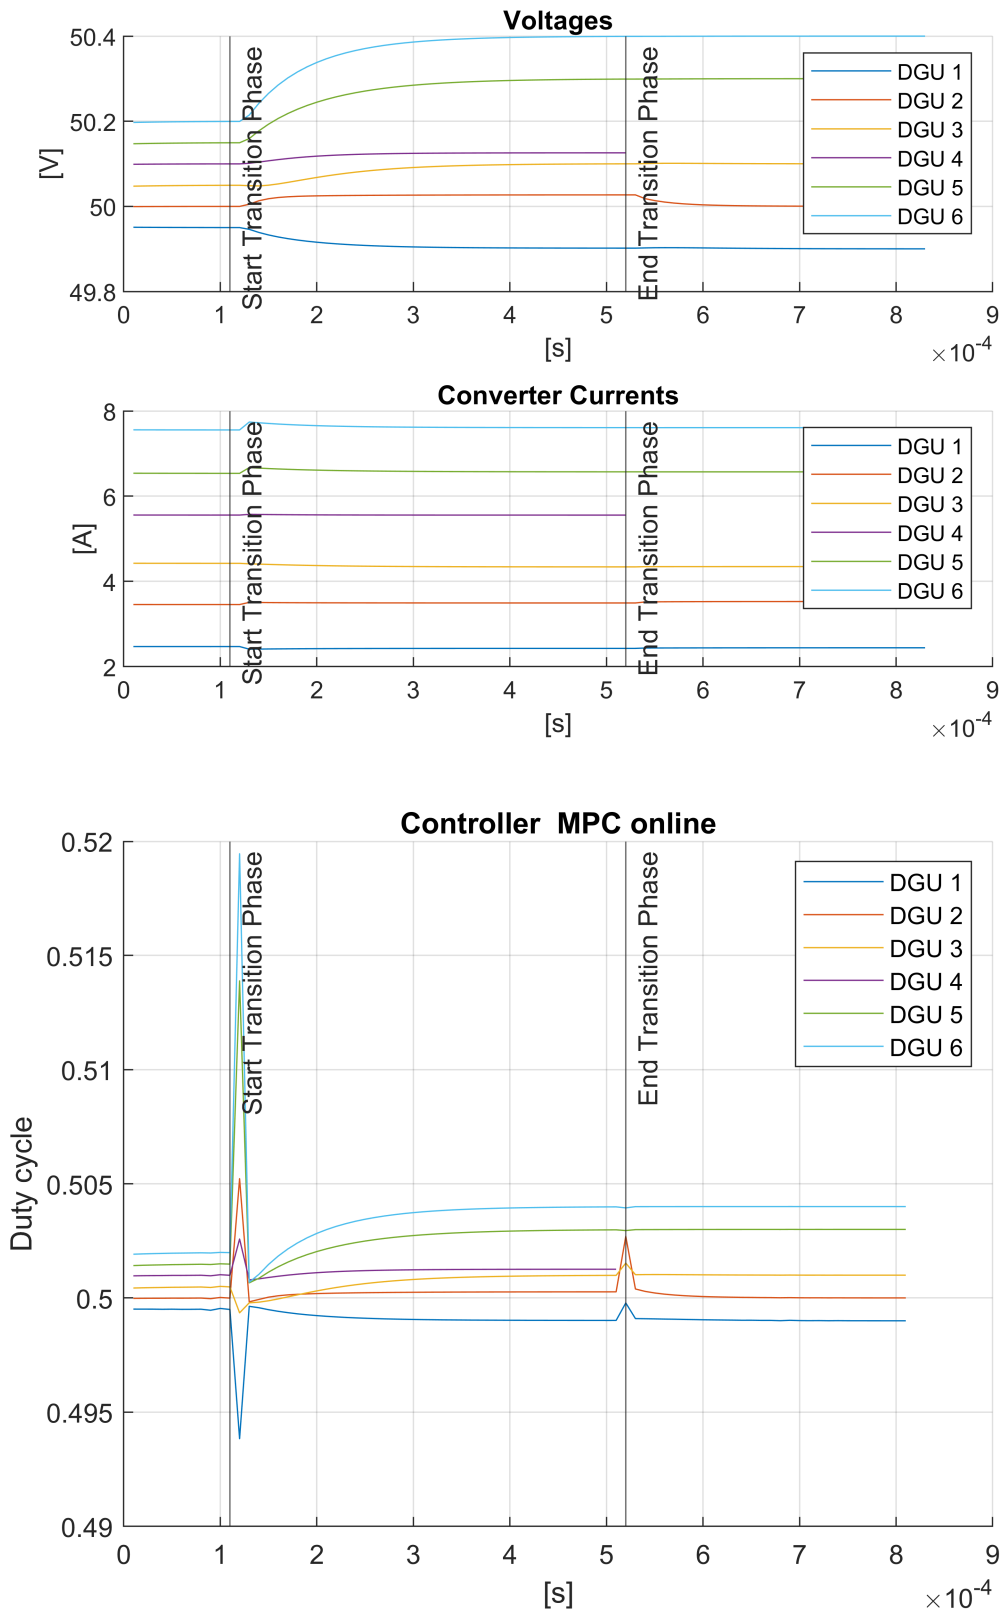 Voltages
50.4
50.2
50
49.8
[V]
Start Transition Phase
End Transition Phase
DGU 1
DGU 2
DGU 3
DGU 4
DGU 5
DGU 6
0 1 2 3 4 5 6 7 8 9
[s]
×10-4
Converter Currents
8
6
4
2
[A]
Start Transition Phase
End Transition Phase
DGU 1
DGU 2
DGU 3
DGU 4
DGU 5
DGU 6
0 1 2 3 4 5 6 7 8 9
[s]
×10-4
Controller  MPC online
0.52
0.515
0.51
0.505
0.5
0.495
0.49
Duty cycle
Start Transition Phase
End Transition Phase
DGU 1
DGU 2
DGU 3
DGU 4
DGU 5
DGU 6
0 1 2 3 4 5 6 7 8 9
[s]
×10-4